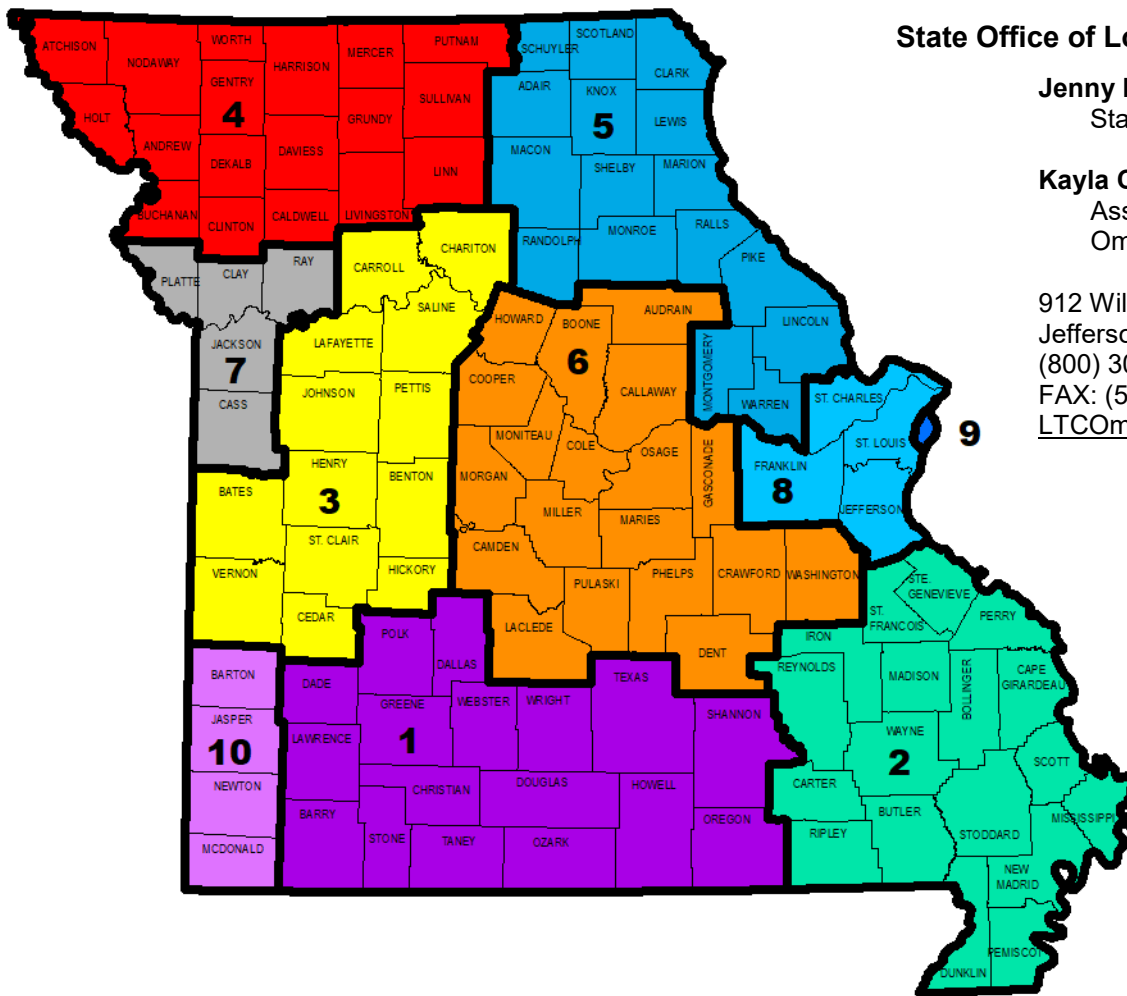 State Office of Lo
Jenny
Sta
Kayla
Ass
Om
912 Wil
Jefferso
(800) 30
FAX: (5
LTCOm
ATCHISON
NODAWAY
WORTH
HARRISON
MERCER
PUTNAM
GENTRY
4
SULLIVAN
HOLT
GRUNDY
ANDREW
DEKALB
DAVIESS
LINN
BUCHANAN
CLINTON
CALDWELL
LIVINGSTON
SCHUYLER
SCOTLAND
CLARK
ADAIR
KNOX
5
LEWIS
MACON
SHELBY
MARION
RANDOLPH
MONROE
RALLS
PIKE
LINCOLN
MONTGOMERY
WARREN
PLATTE
CLAY
RAY
JACKSON
7
CASS
CARROLL
CHARITON
SALINE
LAFAYETTE
JOHNSON
PETTIS
HENRY
3
BENTON
BATES
ST. CLAIR
VERNON
HICKORY
CEDAR
HOWARD
BOONE
AUDRAIN
6
COOPER
CALLAWAY
MONITEAU
COLE
OSAGE
GASCONADE
MORGAN
MILLER
MARIES
CAMDEN
PULASKI
PHELPS
CRAWFORD
WASHINGTON
LACLEDE
DENT
ST. CHARLES
ST. LOUIS
9
FRANKLIN
8
JEFFERSON
STE.
GENEVIEVE
PERRY
ST.
FRANCOIS
IRON
REYNOLDS
MADISON
BOLLINGER
CAPE
GIRARDEAU
WAYNE
2
SCOTT
CARTER
BUTLER
MISSISSIPPI
RIPLEY
STODDARD
NEW
MADRID
PEMISCOT
DUNKLIN
POLK
DALLAS
TEXAS
DADE
GREENE
WEBSTER
WRIGHT
SHANNON
LAWRENCE
1
CHRISTIAN
DOUGLAS
HOWELL
BARRY
STONE
TANEY
OZARK
OREGON
BARTON
JASPER
10
NEWTON
MCDONALD